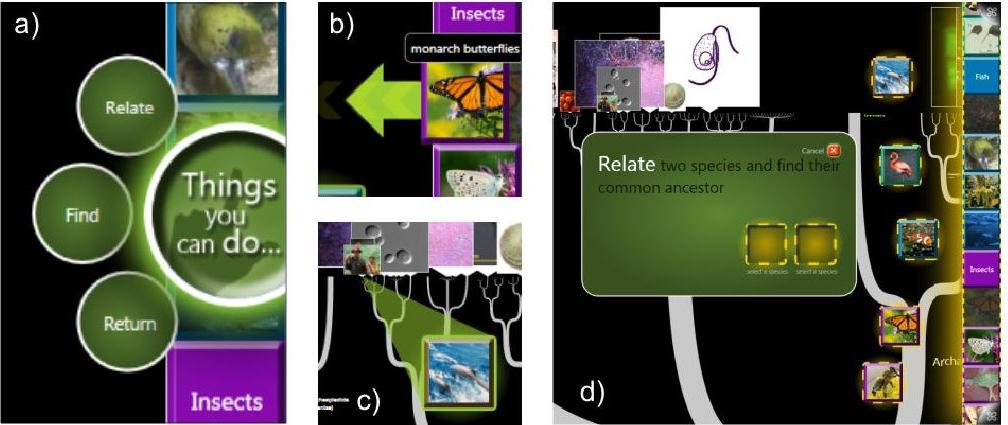 a)
Relate
Find
Return
Things
you
can do...
Insects
b)
Insects
monarch butterflies
c)
d)
Cancel
Relate two species and find their
common ancestor
select a species
select a species
Fish
Insects
Archa